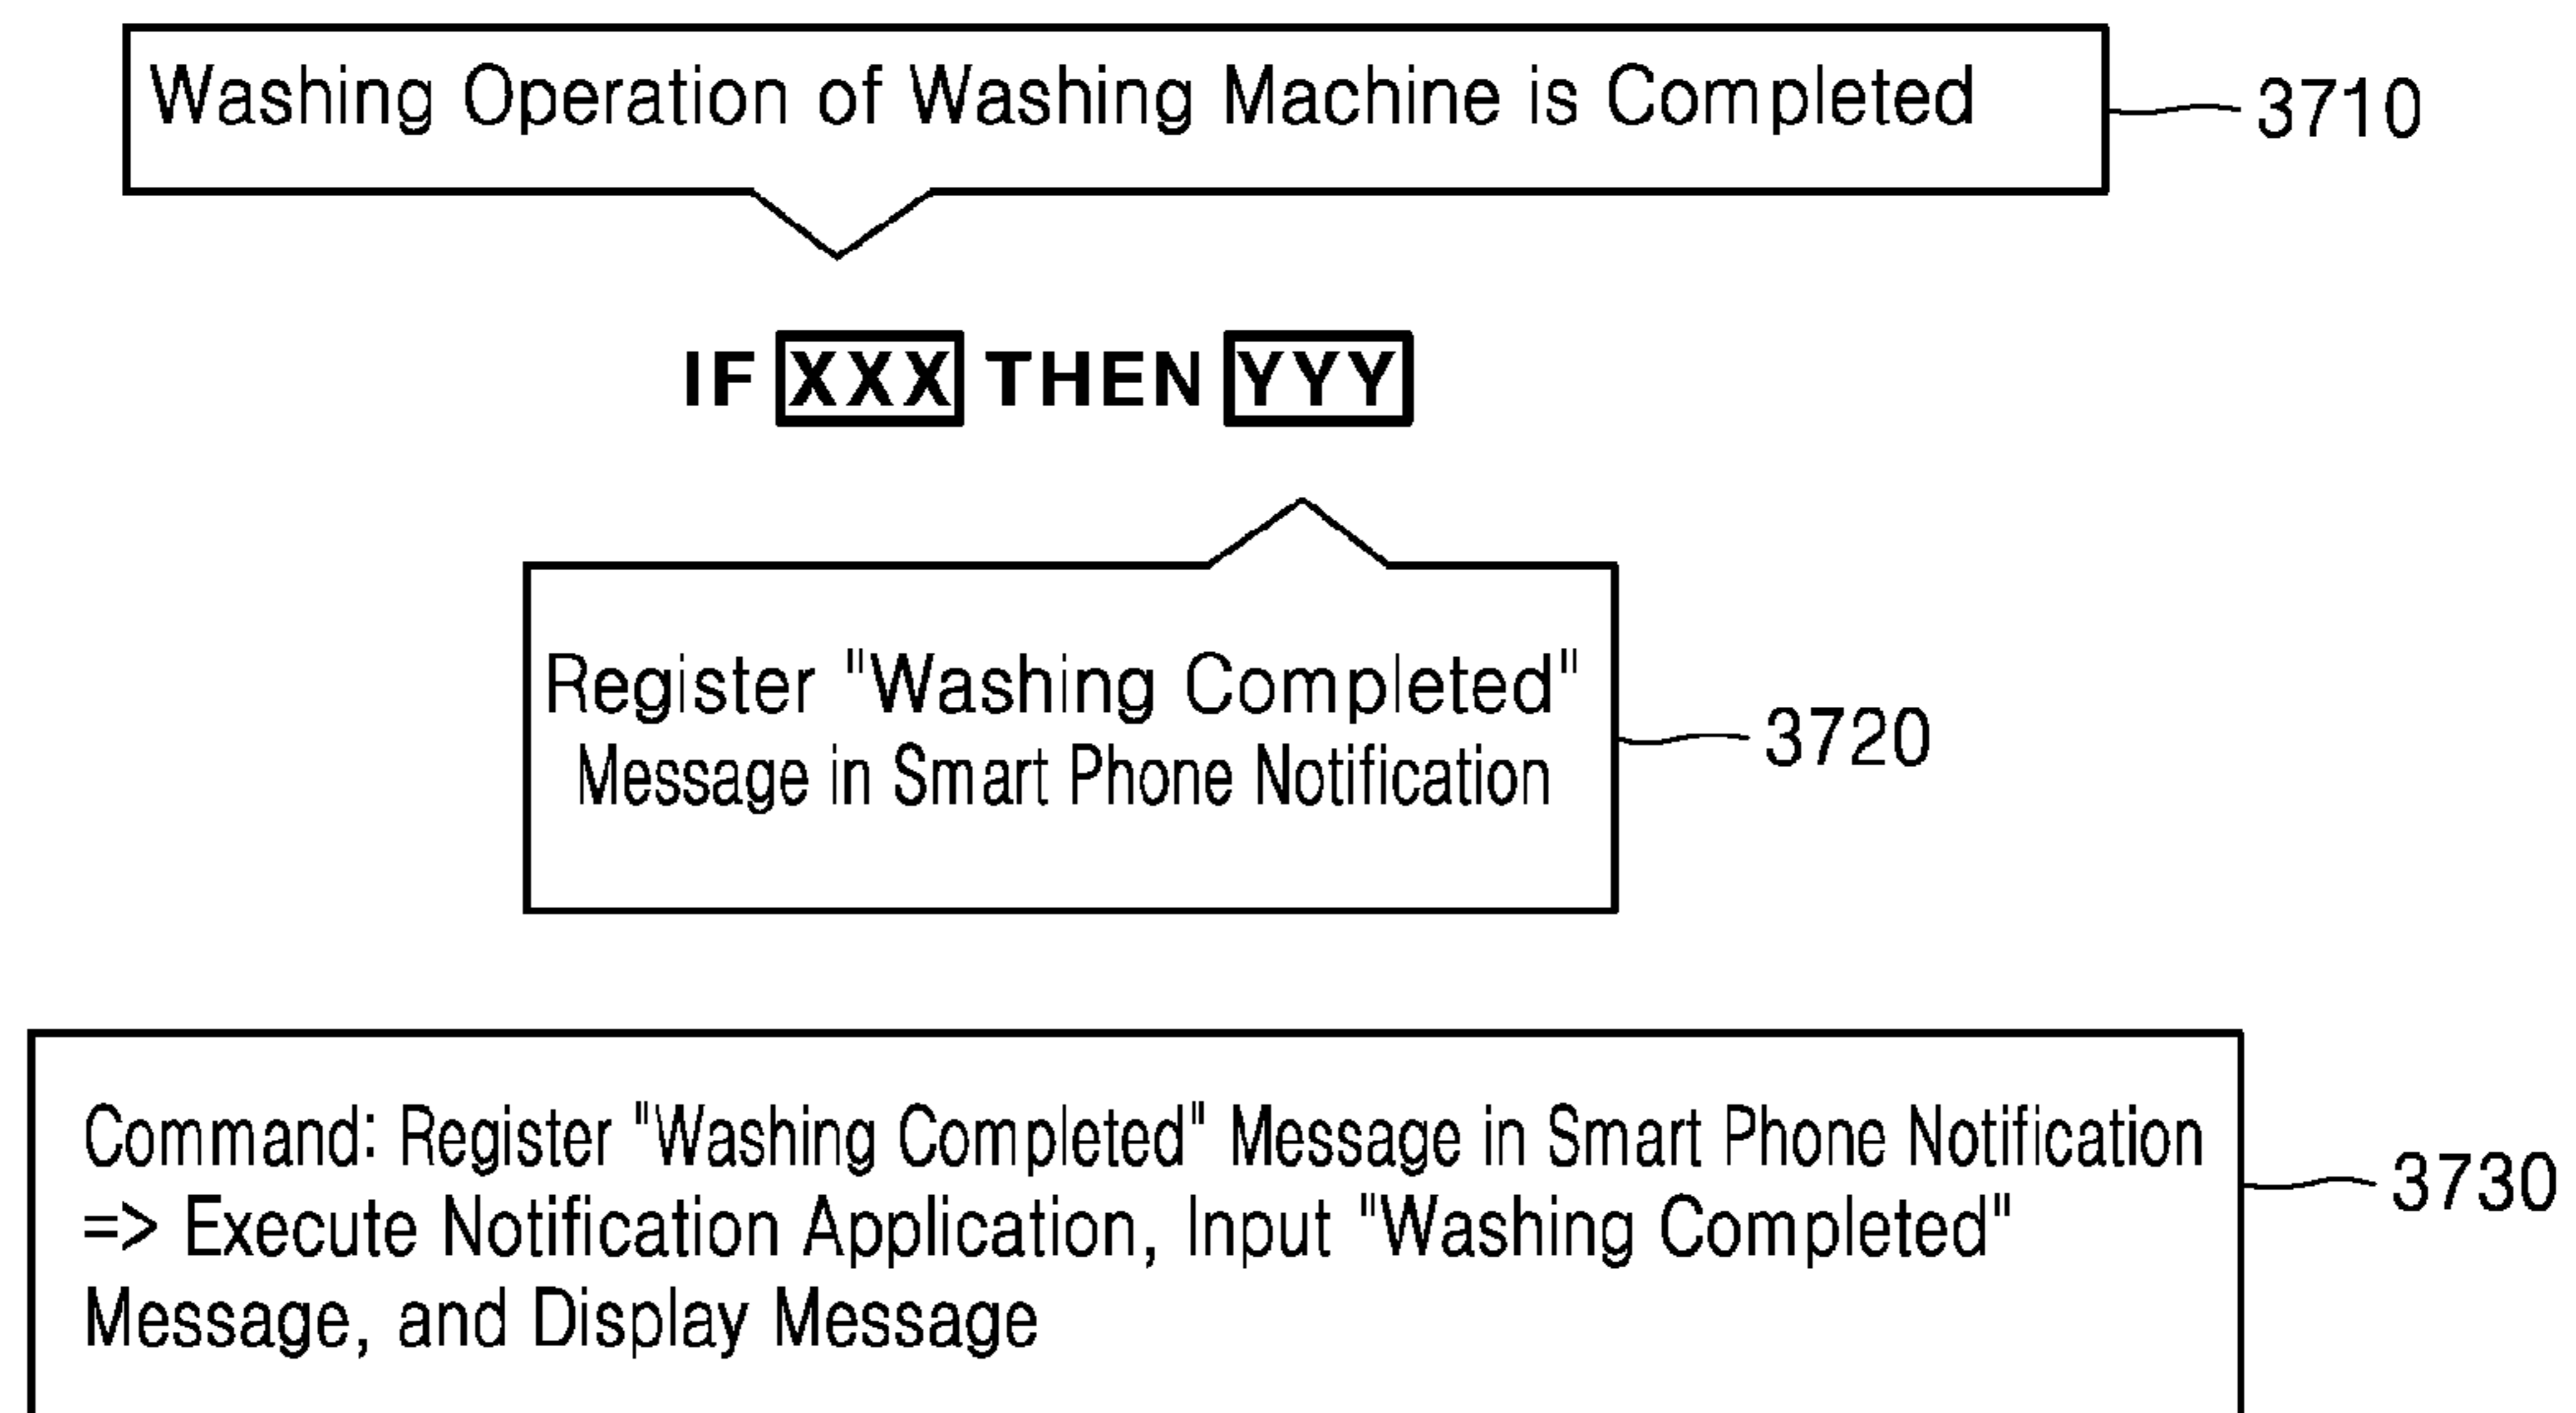 Washing Operation of Washing Machine is Completed
3710
IF XXX THEN YYY
Register "Washing Completed"
Message in Smart Phone Notification
3720
Command: Register "Washing Completed" Message in Smart Phone Notification
=> Execute Notification Application, Input "Washing Completed"
Message, and Display Message
3730